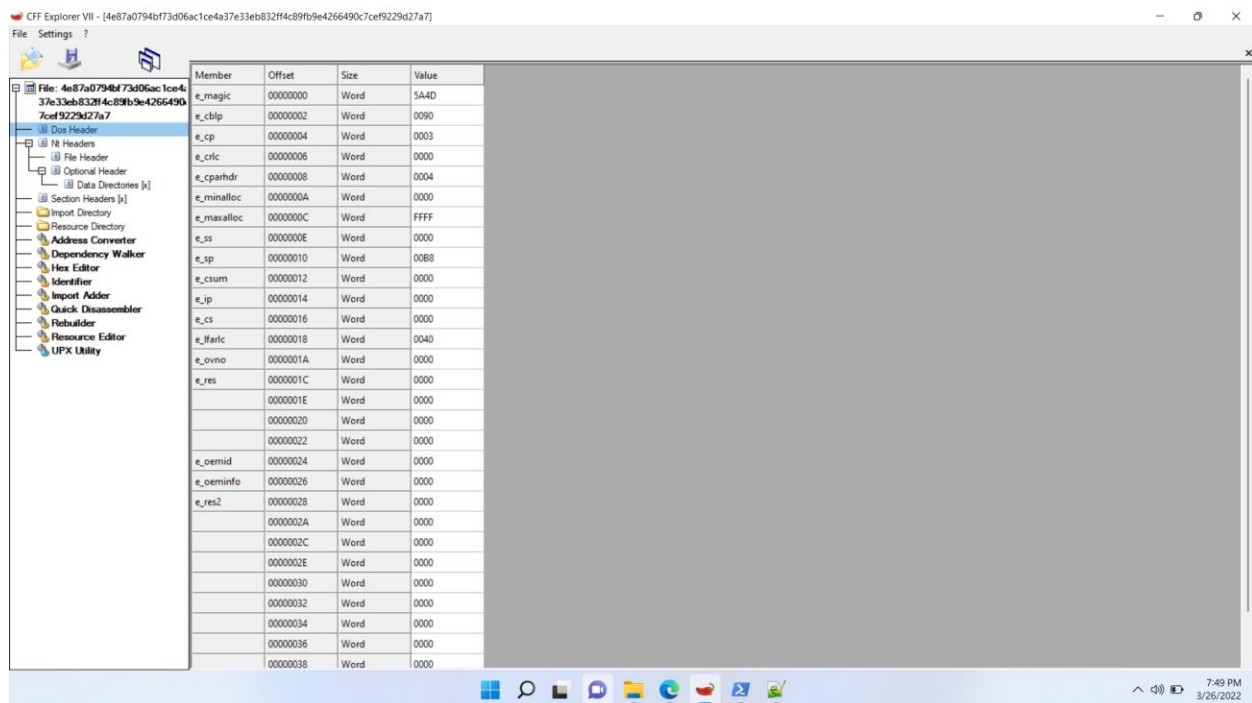 CFF Explorer VII - [4e87a0794bf73d06ac1ce4a37e33eb832ff4c89fb9e4266490c7cef9229d27a7]
File Settings ?
File: 4e87a0794bf73d06ac1ce4a
37e33eb832ff4c89fb9e4266490
7cef9229d27a7
Dos Header
Nt Headers
File Header
Optional Header
Data Directories [x]
Section Headers [x]
Import Directory
Resource Directory
Address Converter
Dependency Walker
Hex Editor
Identifier
Import Adder
Quick Disassembler
Rebuilder
Resource Editor
UPX Utility
Member Offset Size Value
e_magic 00000000 Word 5A4D
e_cblp 00000002 Word 0090
e_cp 00000004 Word 0003
e_crlc 00000006 Word 0000
e_cparhdr 00000008 Word 0004
e_minalloc 0000000A Word 0000
e_maxalloc 0000000C Word FFFF
e_ss 0000000E Word 0000
e_sp 00000010 Word 00B8
e_csum 00000012 Word 0000
e_ip 00000014 Word 0000
e_cs 00000016 Word 0000
e_lfarlc 00000018 Word 0040
e_ovno 0000001A Word 0000
e_res 0000001C Word 0000
0000001E Word 0000
00000020 Word 0000
00000022 Word 0000
e_oemid 00000024 Word 0000
e_oeminfo 00000026 Word 0000
e_res2 00000028 Word 0000
0000002A Word 0000
0000002C Word 0000
0000002E Word 0000
00000030 Word 0000
00000032 Word 0000
00000034 Word 0000
00000036 Word 0000
00000038 Word 0000
7:49 PM
3/26/2022